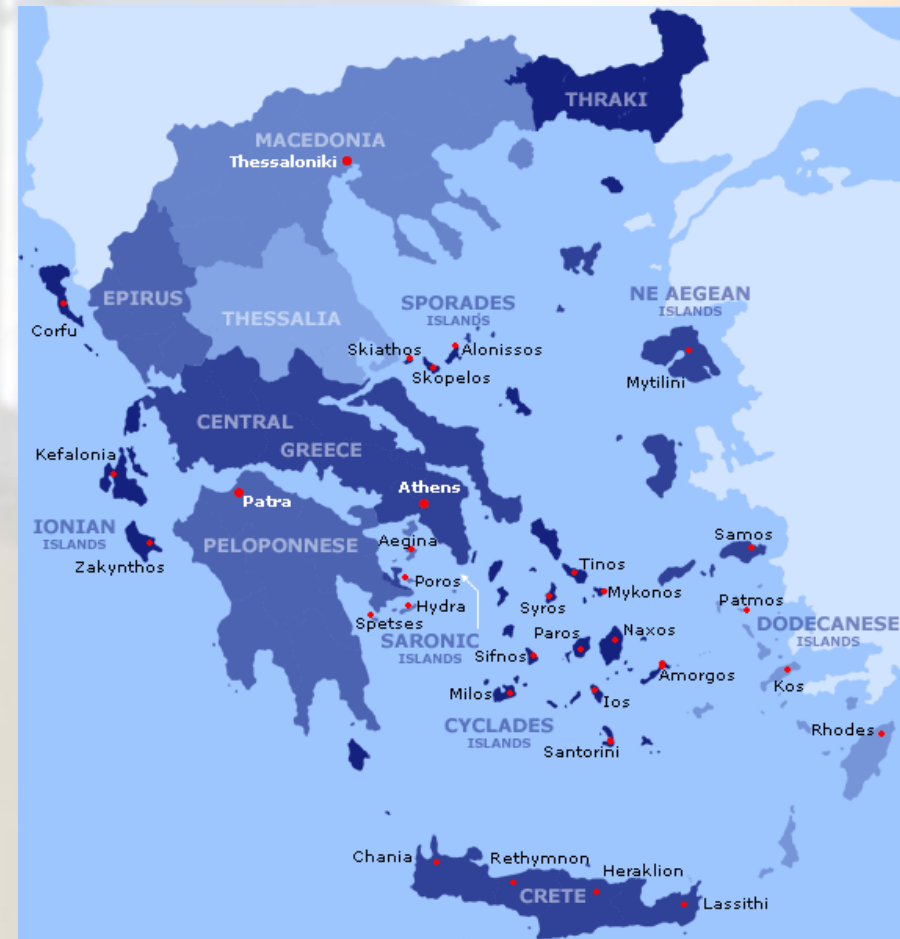 THRAKI
MACEDONIA
Thessaloniki
EPIRUS
THESSALIA
SPORADES
ISLANDS
NE AEGEAN
ISLANDS
Corfu
Skiathos
Alonissos
Skopelos
Mytilini
CENTRAL
GREECE
Kefalonia
Athens
Patra
IONIAN
ISLANDS
Zakynthos
PELOPONNESE
Aegina
Samos
Tinos
Poros
Mykonos
Patmos
Hydra
Syros
Spetses
DODECANESE
ISLANDS
SARONIC
ISLANDS
Paros
Naxos
Sifnos
Amorgos
Kos
Milos
Ios
CYCLADES
ISLANDS
Rhodes
Santorini
Chania
Rethymnon
Heraklion
CRETE
Lassithi